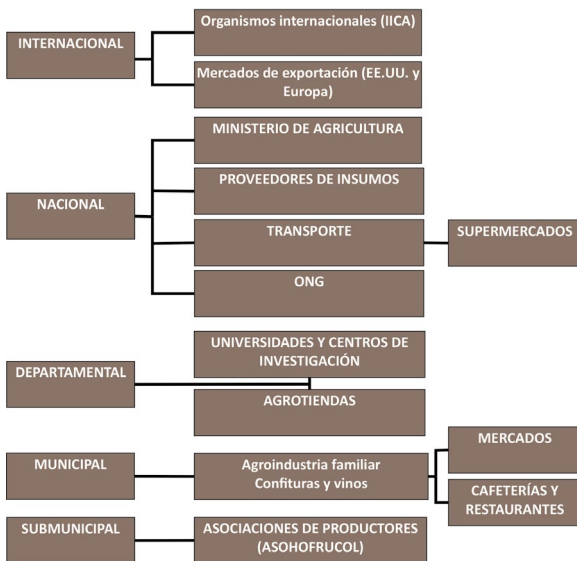 INTERNACIONAL
Organismos internacionales (IICA)
Mercados de exportación (EE.UU. y
Europa)
NACIONAL
MINISTERIO DE AGRICULTURA
PROVEEDORES DE INSUMOS
TRANSPORTE
SUPERMERCADOS
ONG
DEPARTAMENTAL
UNIVERSIDADES Y CENTROS DE
INVESTIGACIÓN
AGROTIENDAS
MUNICIPAL
Agroindustria familiar
Confituras y vinos
MERCADOS
CAFETERÍAS Y
RESTAURANTES
SUBMUNICIPAL
ASOCIACIONES DE PRODUCTORES
(ASOHOFRUCOL)